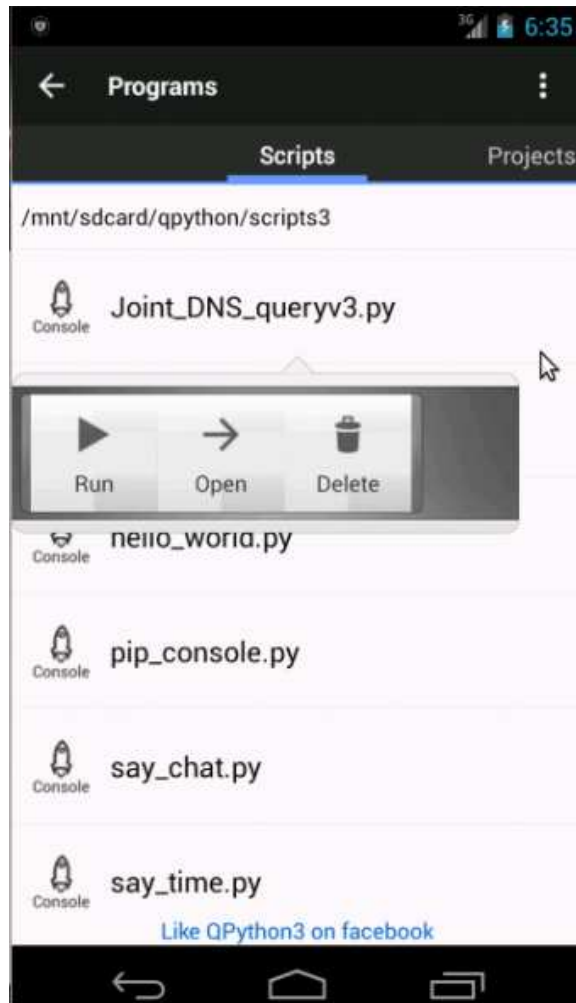 3G 6:35
Programs
Scripts Projects
/mnt/sdcard/qpython/scripts3
Console Joint_DNS_queryv3.py
Run Open Delete
Console hello_world.py
Console pip_console.py
Console say_chat.py
Console say_time.py
Like QPython3 on facebook